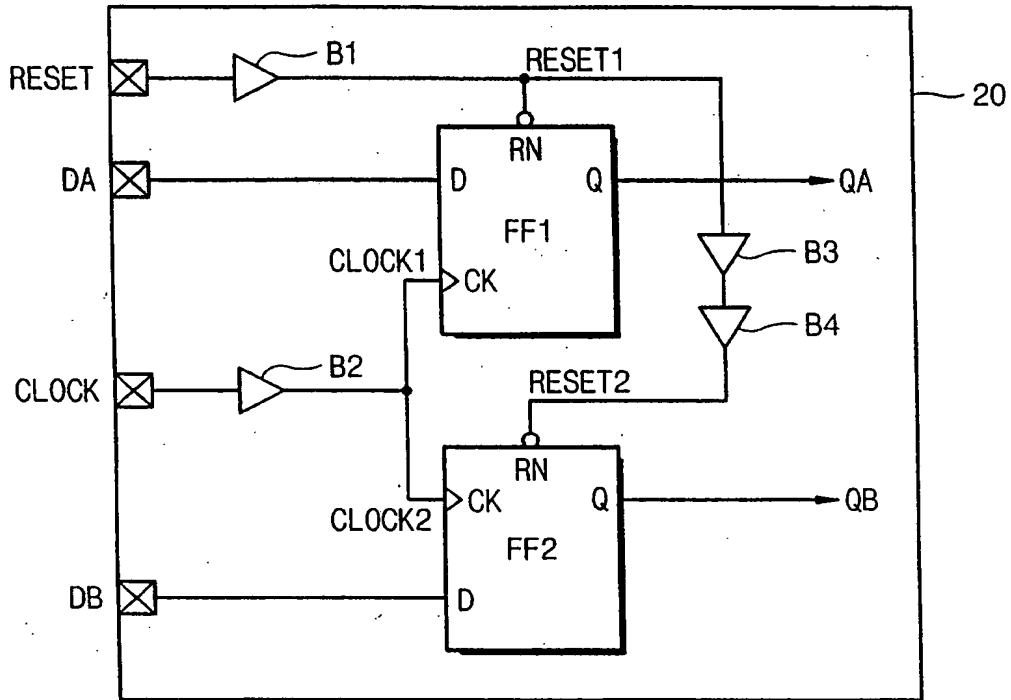 B1
RESET
RESET1
20
RN
DA
D
Q
QA
FF1
B3
CLOCK1
CK
B4
B2
CLOCK
RESET2
RN
CK
Q
QB
CLOCK2
FF2
DB
D